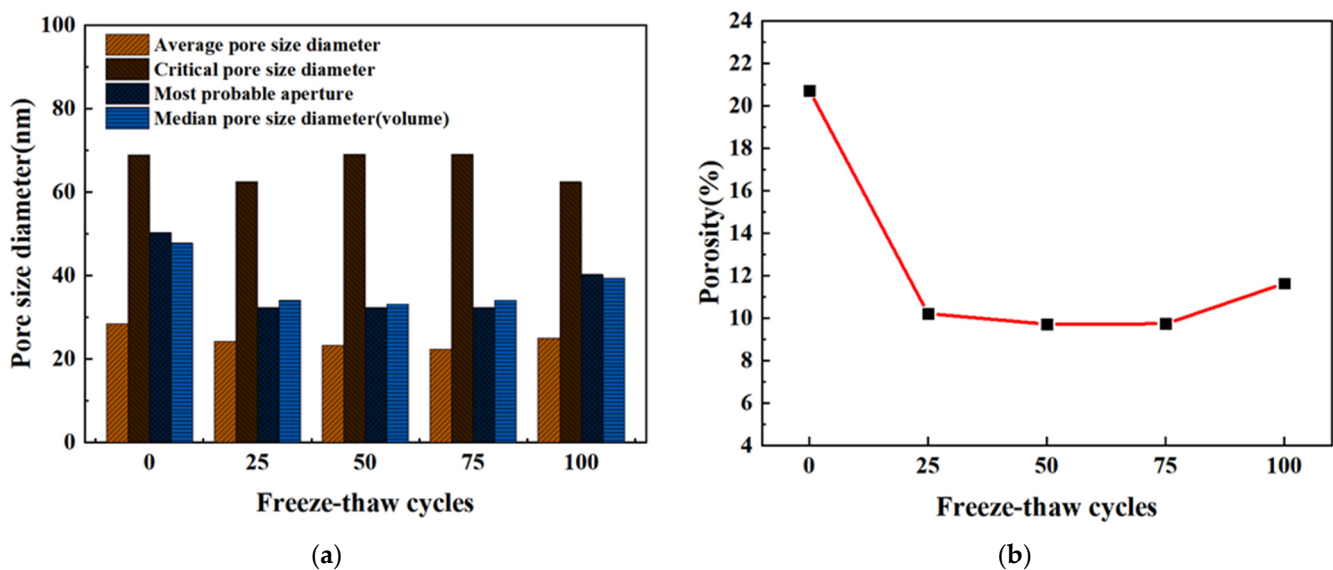 100
80
60
40
20
0
Pore size diameter(nm)
Average pore size diameter
Critical pore size diameter
Most probable aperture
Median pore size diameter(volume)
0 25 50 75 100
Freeze-thaw cycles
(a)
22
20
18
16
14
12
10
8
6
4
Porosity(%)
0 25 50 75 100
Freeze-thaw cycles
(b)